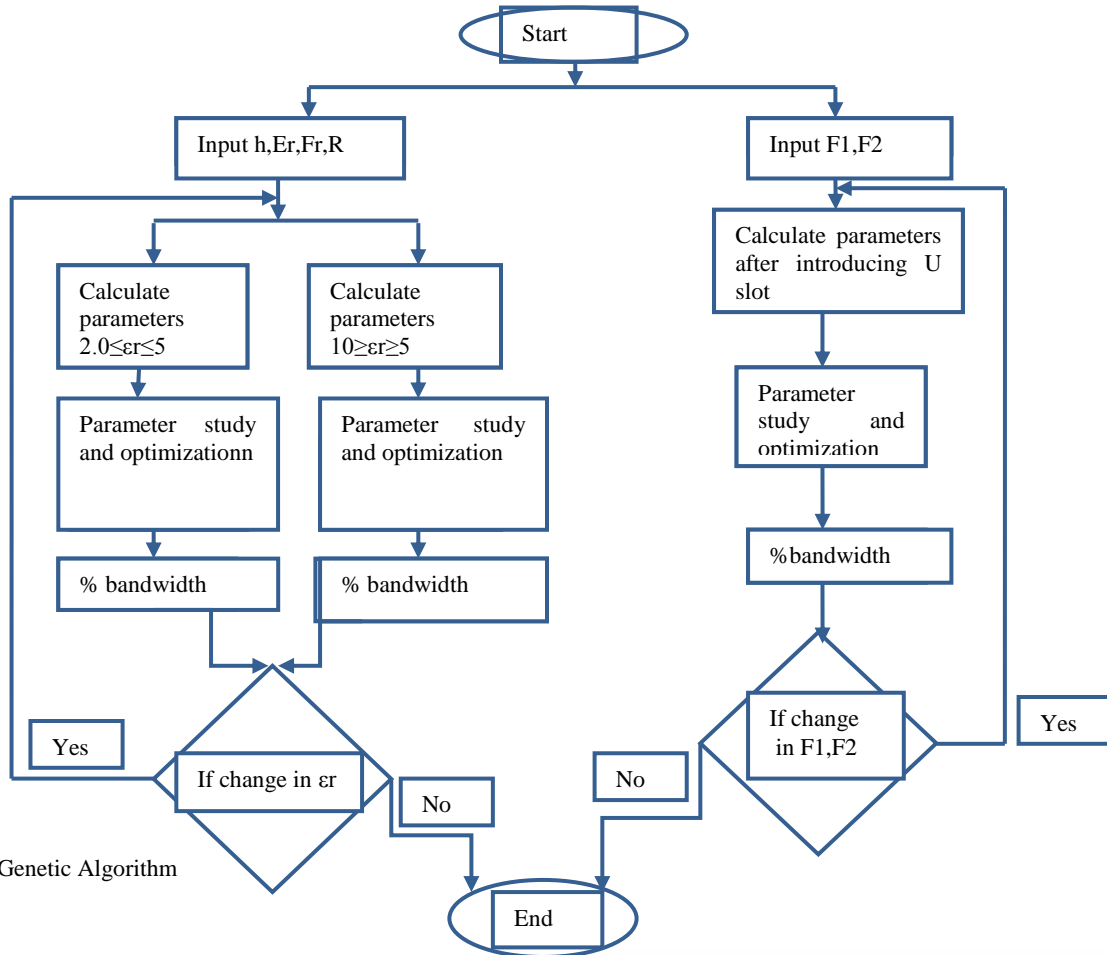 Start
Input h,Er,Fr,R
Input F1,F2
Calculate parameters
after introducing U
slot
Calculate
parameters
2.0≤εr≤5
Calculate
parameters
10≥εr≥5
Parameter study
and optimizationn
Parameter study
and optimization
Parameter
study and
optimization
% bandwidth
% bandwidth
%bandwidth
If change
in F1,F2
Yes
Yes
If change in εr
No
No
Genetic Algorithm
End